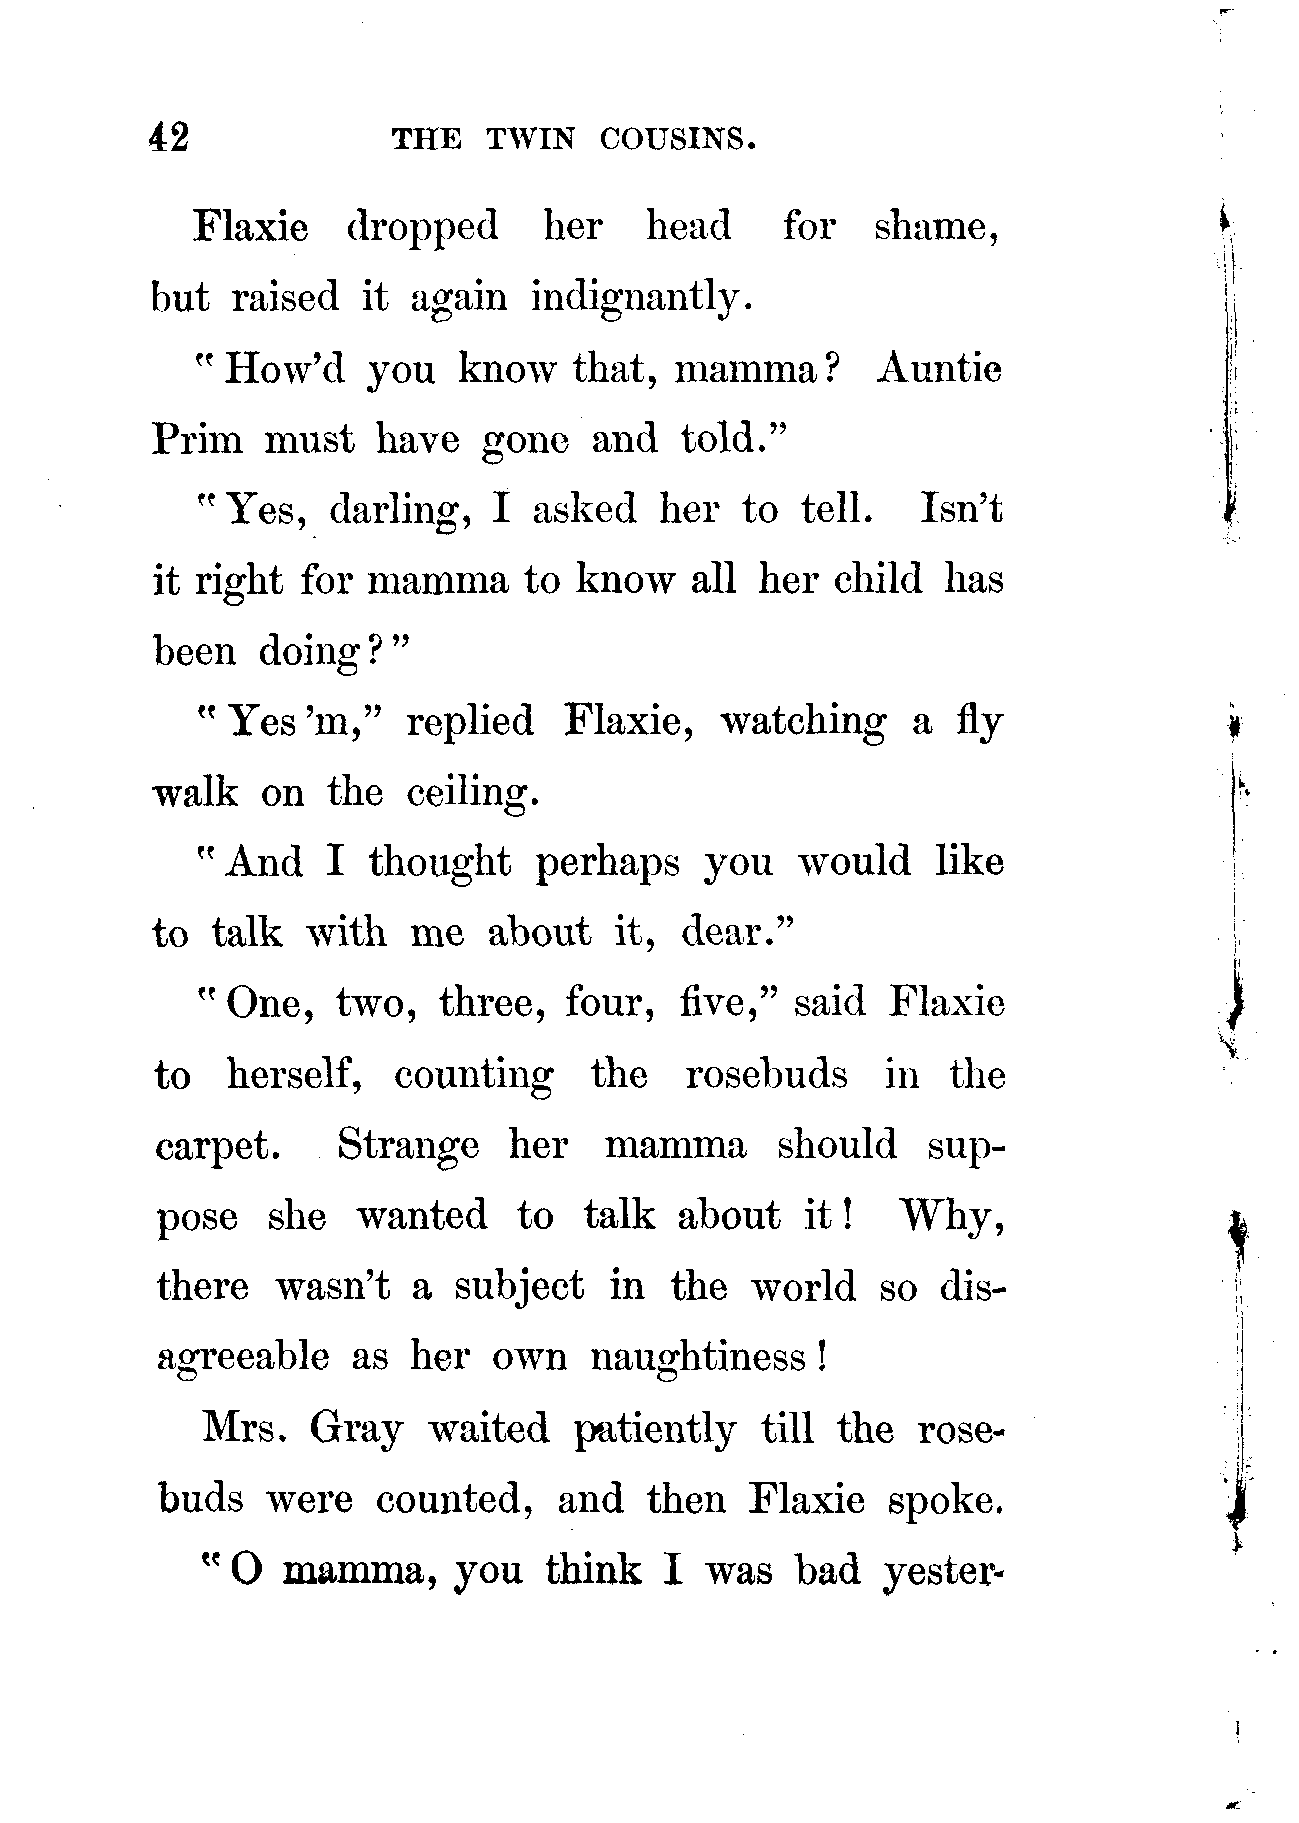 42 THE TWIN COUSINS.
Flaxie dropped her head for shame,
but raised it again indignantly.
"How'd you know that, mamma? Auntie
Prim must have gone and told."
"Yes, darling, I asked her to tell. Isn't
it right for mamma to know all her child has
been doing?"
"Yes 'm," replied Flaxie, watching a fly
walk on the ceiling.
"And I thought perhaps you would like
to talk with me about it, dear."
"One, two, three, four, five," said Flaxie
to herself, counting the rosebuds in the
carpet. Strange her mamma should sup-
pose she wanted to talk about it! Why,
there wasn't a subject in the world so dis-
agreeable as her own naughtiness!
Mrs. Gray waited patiently till the rose-
buds were counted, and then Flaxie spoke.
"O mamma, you think I was bad yester-